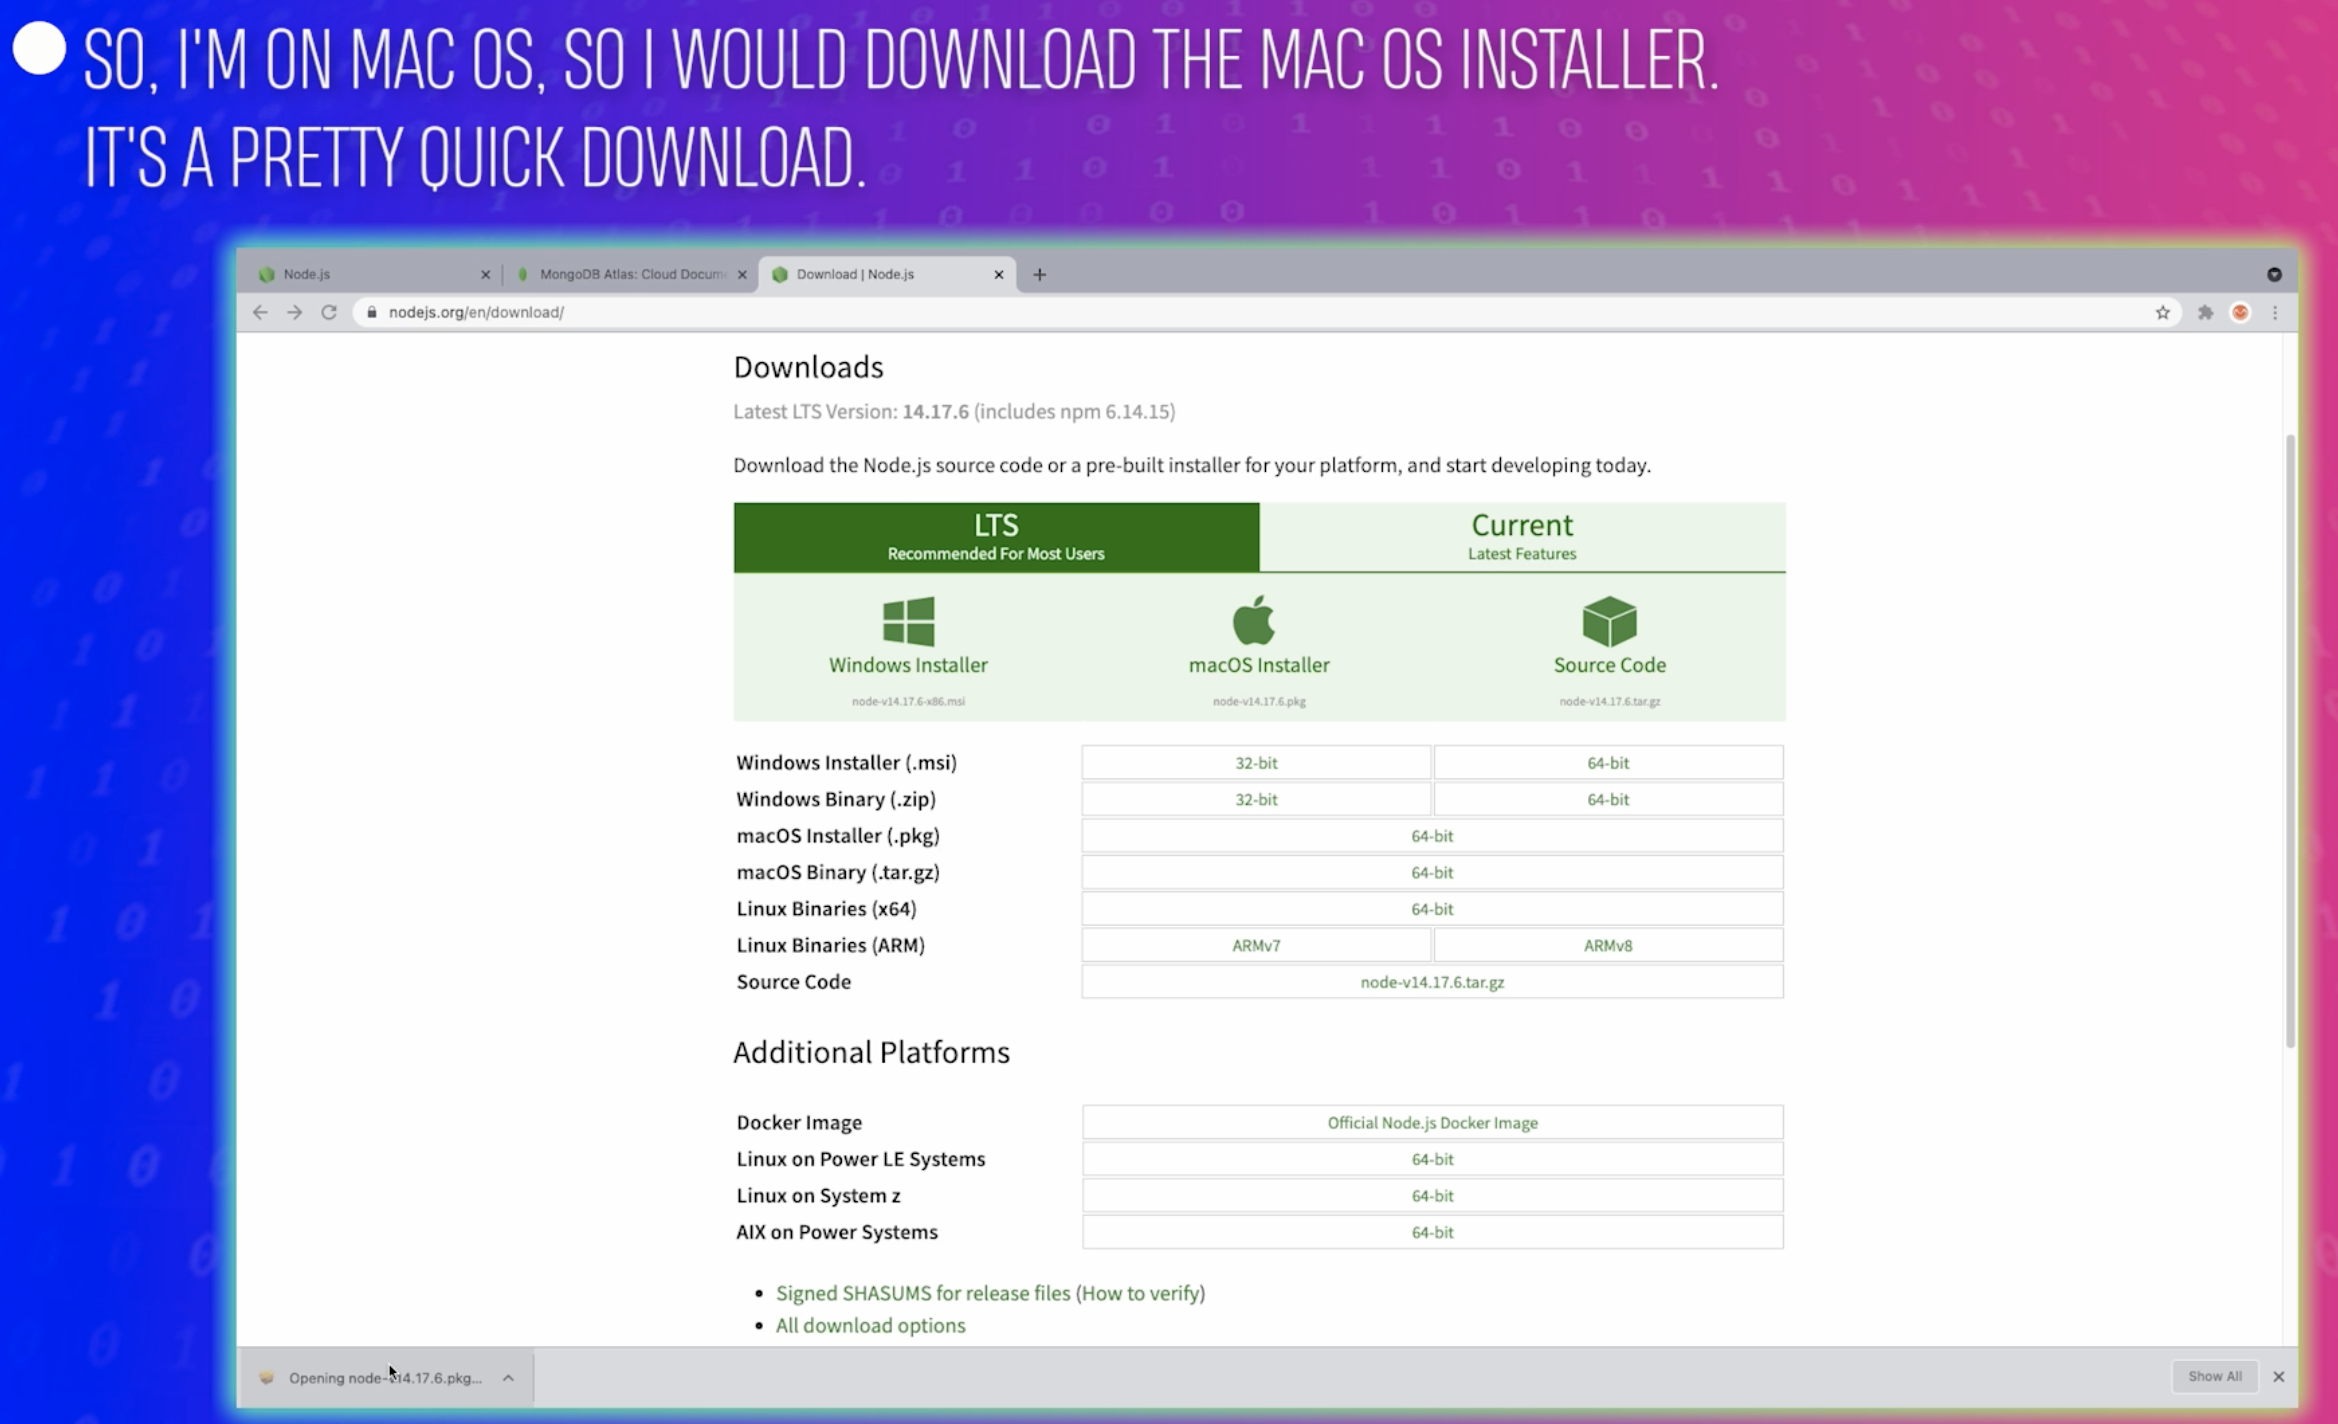 SO, I'M ON MAC OS, SO I WOULD DOWNLOAD THE MAC OS INSTALLER.
IT'S A PRETTY QUICK DOWNLOAD.
Node.js
MongoDB Atlas: Cloud Docum
Download | Node.js
nodejs.org/en/download/
Downloads
Latest LTS Version: 14.17.6 (includes npm 6.14.15)
Download the Node.js source code or a pre-built installer for your platform, and start developing today.
LTS
Recommended For Most Users
Current
Latest Features
Windows Installer
node-v14.17.6-x86.msi
macOS Installer
node-v14.17.6.pkg
Source Code
node-v14.17.6.tar.gz
Windows Installer (.msi) 32-bit 64-bit
Windows Binary (.zip) 32-bit 64-bit
macOS Installer (.pkg) 64-bit
macOS Binary (.tar.gz) 64-bit
Linux Binaries (x64) 64-bit
Linux Binaries (ARM) ARMv7 ARMv8
Source Code node-v14.17.6.tar.gz
Additional Platforms
Docker Image Official Node.js Docker Image
Linux on Power LE Systems 64-bit
Linux on System z 64-bit
AIX on Power Systems 64-bit
• Signed SHASUMS for release files (How to verify)
• All download options
Opening node-v14.17.6.pkg...
Show All